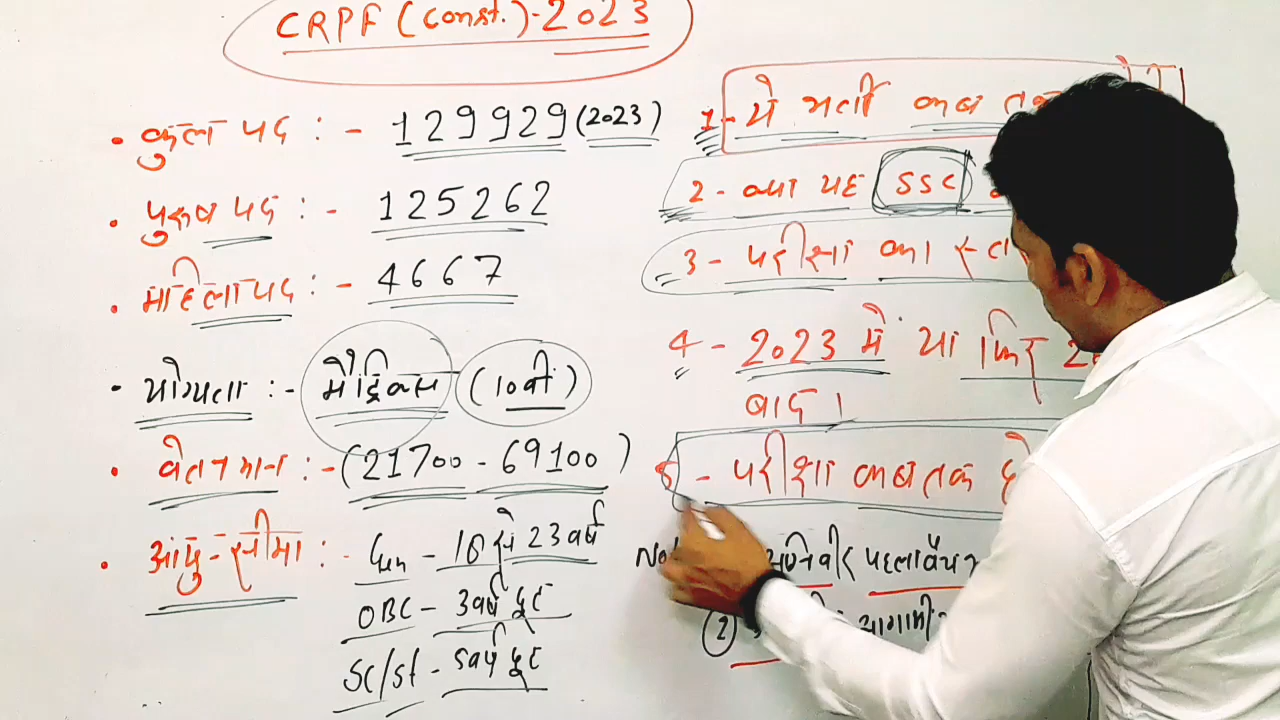 CRPF (Const.)-2023
• कुल पद :- 129929 (2023)
• पुरूष पद :- 125262
• महिला पद :- 4667
• योग्यता :- मैट्रिक्स (10वीं)
• वेतनमान :- (21700 - 69100)
• आयु-सीमा :- Gen - 18 से 23 वर्ष
OBC - 3 वर्ष छूट
SC/ST - 5 वर्ष छूट
1 - ये भर्ती कब तक
2 - क्या यह SSC
3 - परीक्षा का स्त
4 - 2023 में या फिर
बाद ।
5 - परीक्षा कब तक हो
अग्निवीर
2